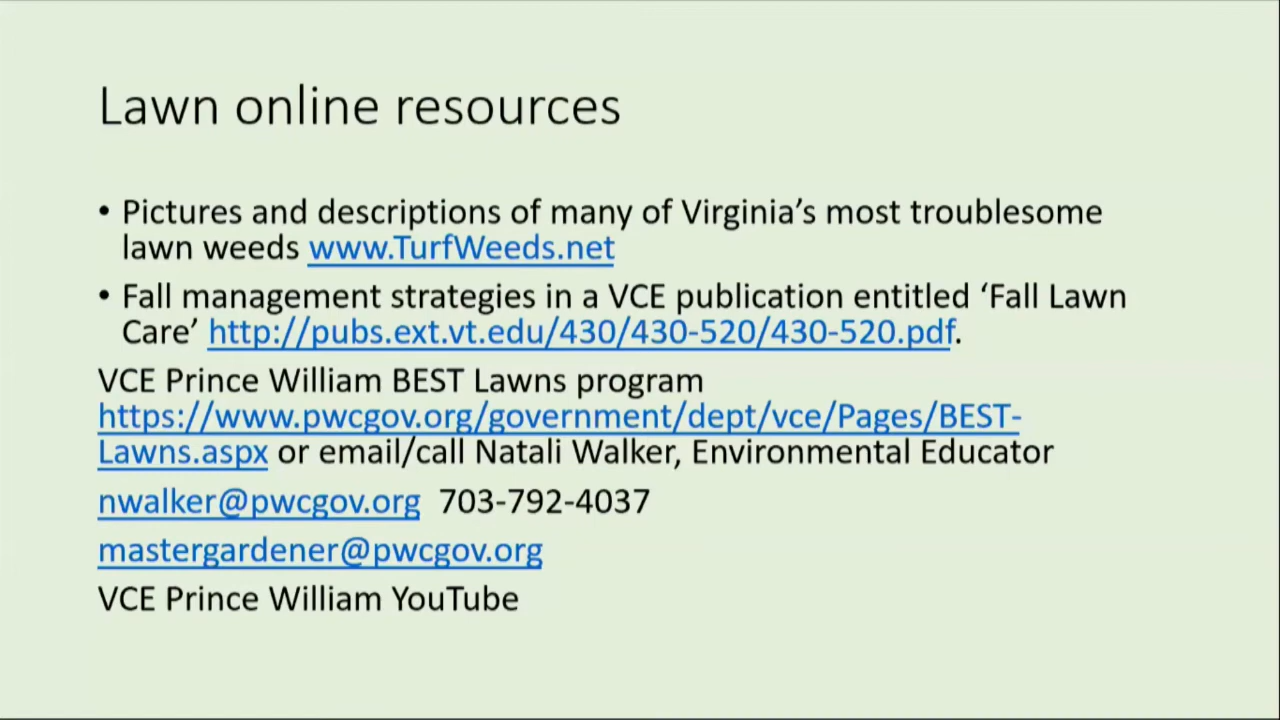 Lawn online resources
• Pictures and descriptions of many of Virginia’s most troublesome
lawn weeds www.TurfWeeds.net
• Fall management strategies in a VCE publication entitled ‘Fall Lawn
Care’ http://pubs.ext.vt.edu/430/430-520/430-520.pdf.
VCE Prince William BEST Lawns program
https://www.pwcgov.org/government/dept/vce/Pages/BEST-
Lawns.aspx or email/call Natali Walker, Environmental Educator
nwalker@pwcgov.org 703-792-4037
mastergardener@pwcgov.org
VCE Prince William YouTube